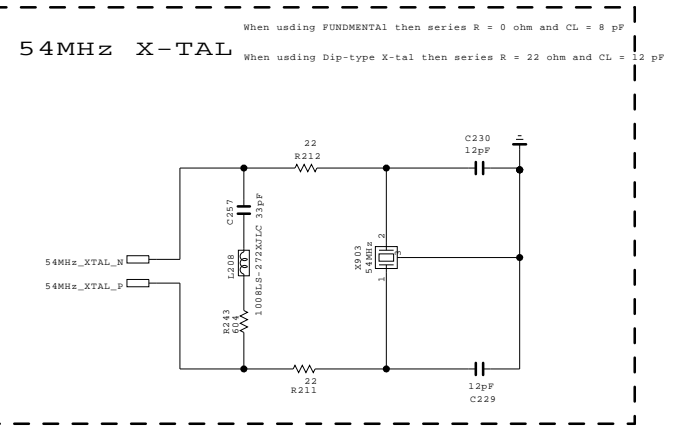 When usding FUNDMENTAl then series R = 0 ohm and CL = 8 pF
54MHz X-TAL
When usding Dip-type X-tal then series R = 22 ohm and CL = 12 pF
C230
12pF
22
R212
C257
33pF
L208
1008LS-272XJLC
R243
604
54MHz_XTAL_N
54MHz_XTAL_P
X903
54MHz
2
3
1
22
R211
12pF
C229